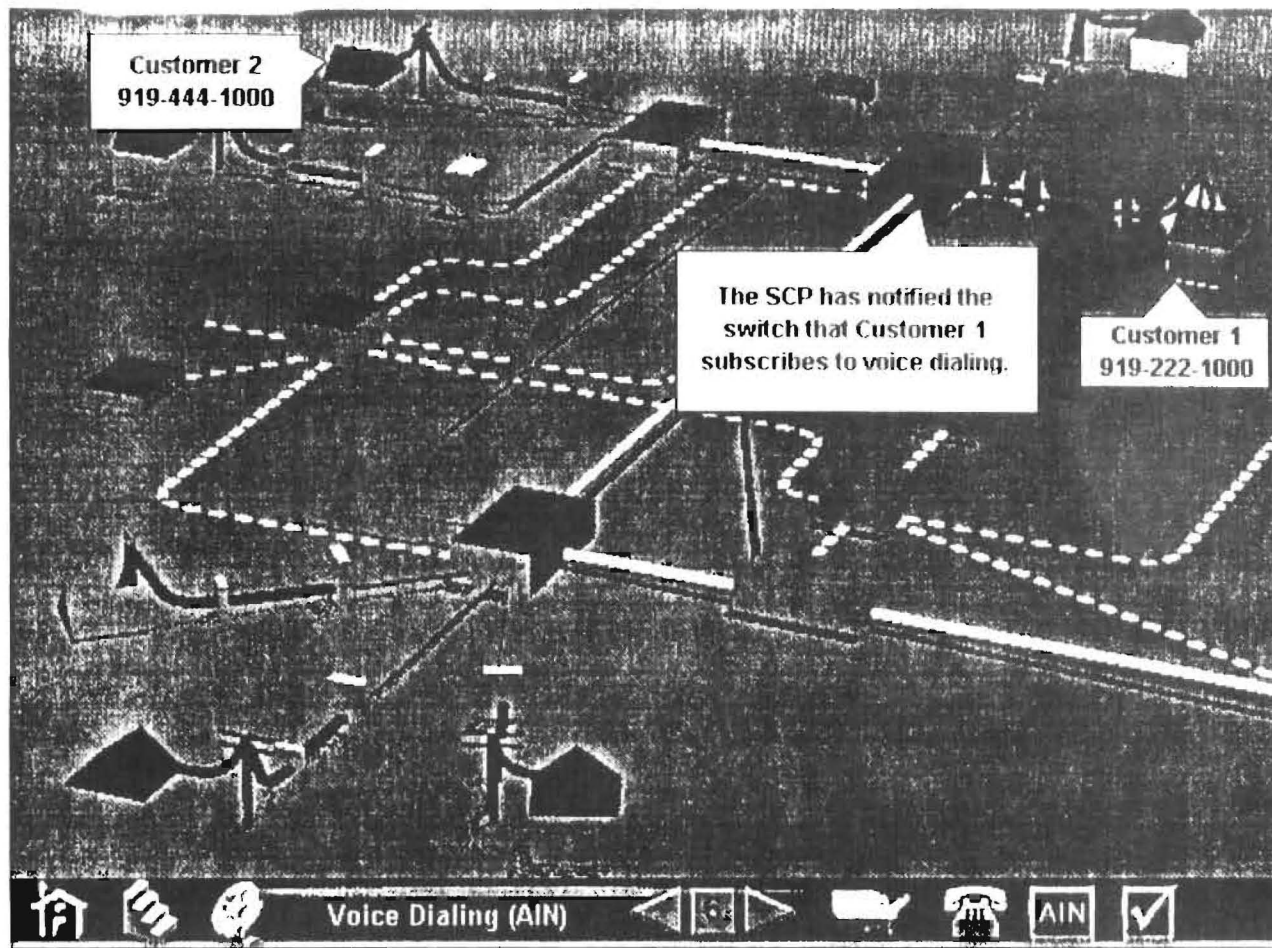 Customer 2
919-444-1000
The SCP has notified the
switch that Customer 1
subscribes to voice dialing.
Customer 1
919-222-1000
Voice Dialing (AIN)
AIN